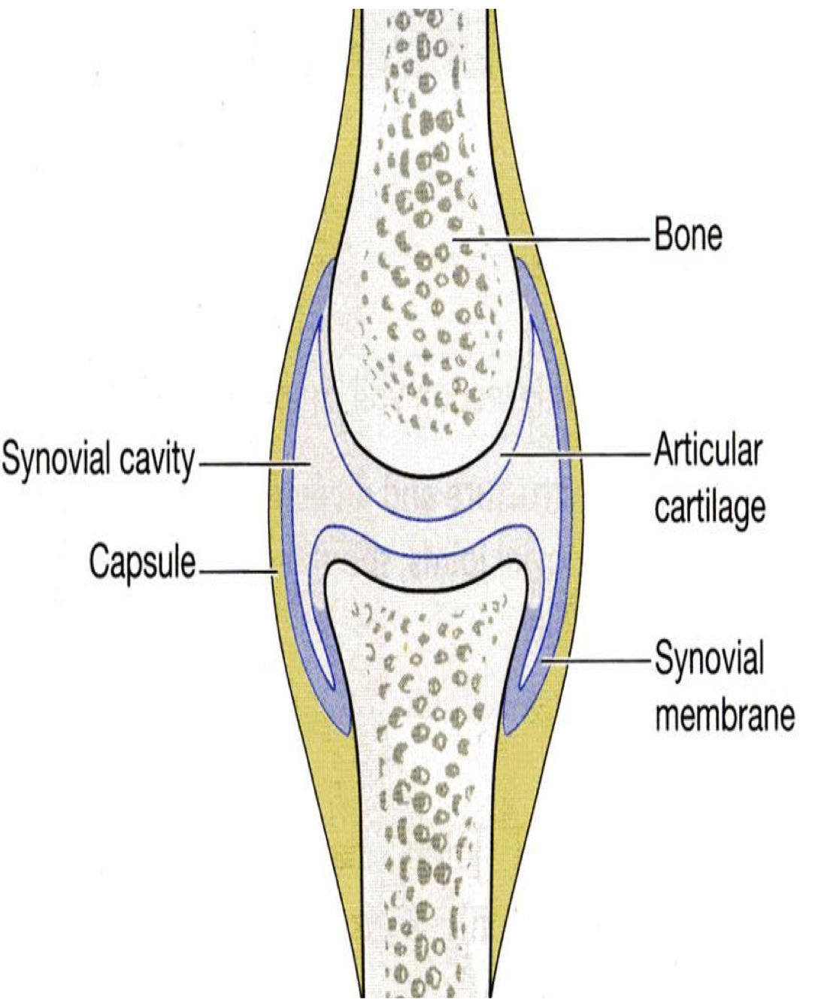 Bone
Synovial cavity
Articular
cartilage
Capsule
Synovial
membrane